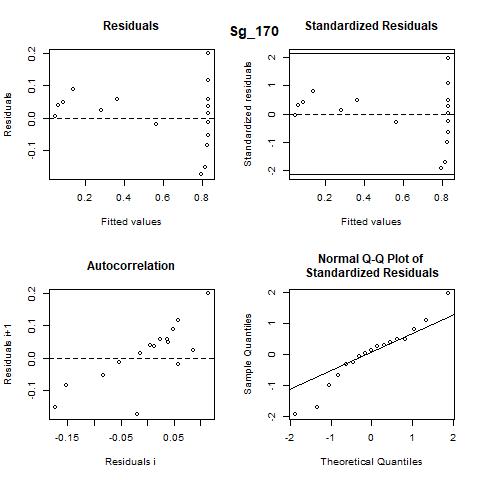 Sg_170
Residuals
Residuals
0.2
0.1
0.0
-0.1
0.2 0.4 0.6 0.8
Fitted values
Standardized Residuals
Standardized residuals
2
1
0
-1
-2
0.2 0.4 0.6 0.8
Fitted values
Autocorrelation
Residuals i+1
0.2
0.1
0.0
-0.1
-0.15 -0.05 0.05
Residuals i
Normal Q-Q Plot of
Standardized Residuals
Sample Quantiles
2
1
0
-1
-2
-2 -1 0 1 2
Theoretical Quantiles